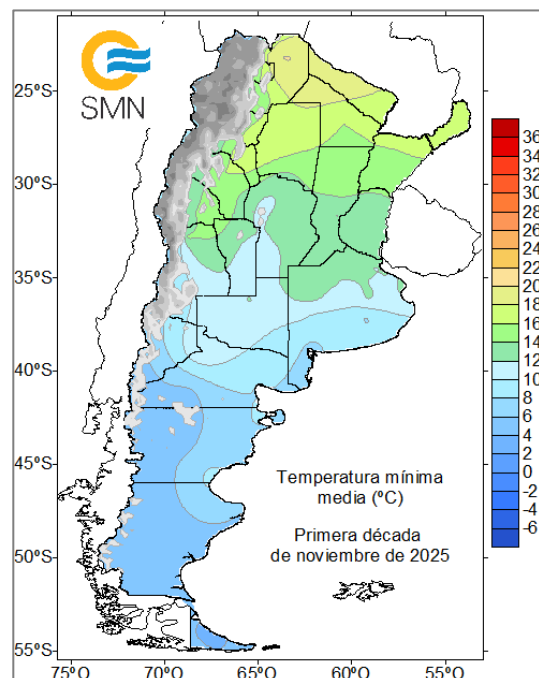 SMN
25°S
30°S
35°S
40°S
45°S
50°S
55°S
75°O
70°O
65°O
60°O
55°O
Temperatura mínima
media (ºC)
Primera década
de noviembre de 2025
36
34
32
30
28
26
24
22
20
18
16
14
12
10
8
6
4
2
0
-2
-4
-6